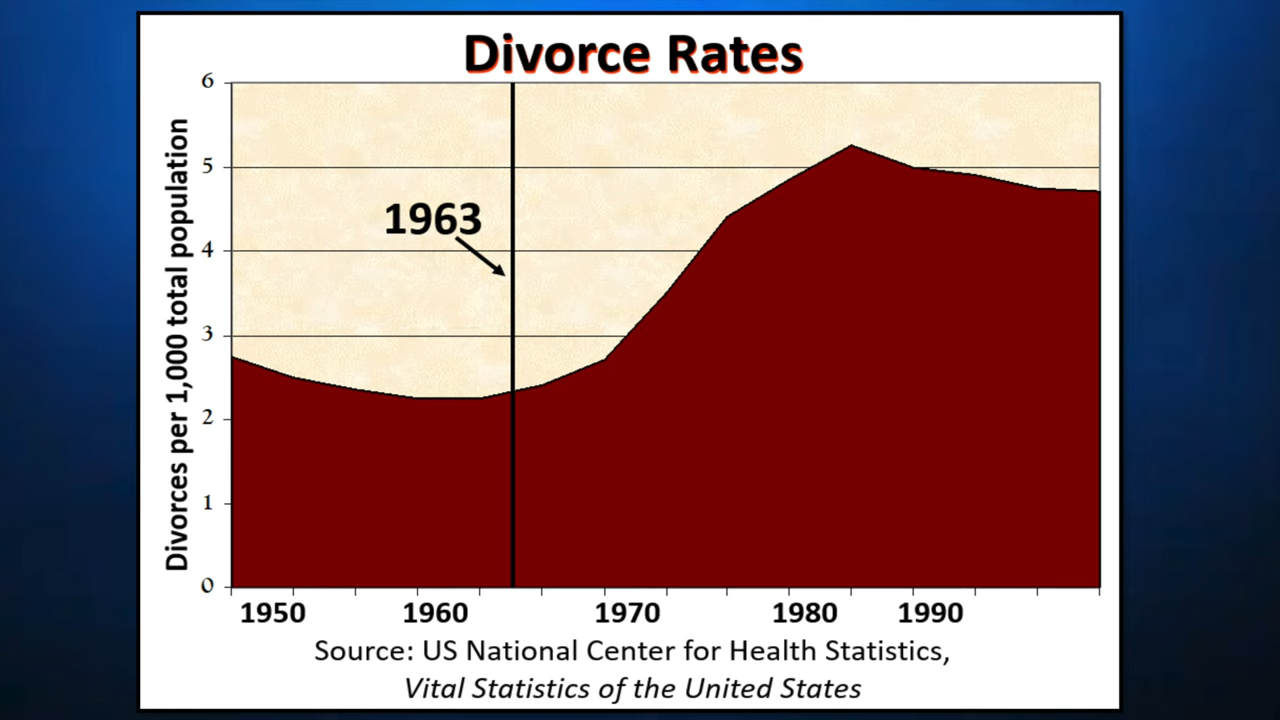 Divorce Rates
6
5
4
3
2
1
0
Divorces per 1,000 total population
1963
1950 1960 1970 1980 1990
Source: US National Center for Health Statistics,
Vital Statistics of the United States